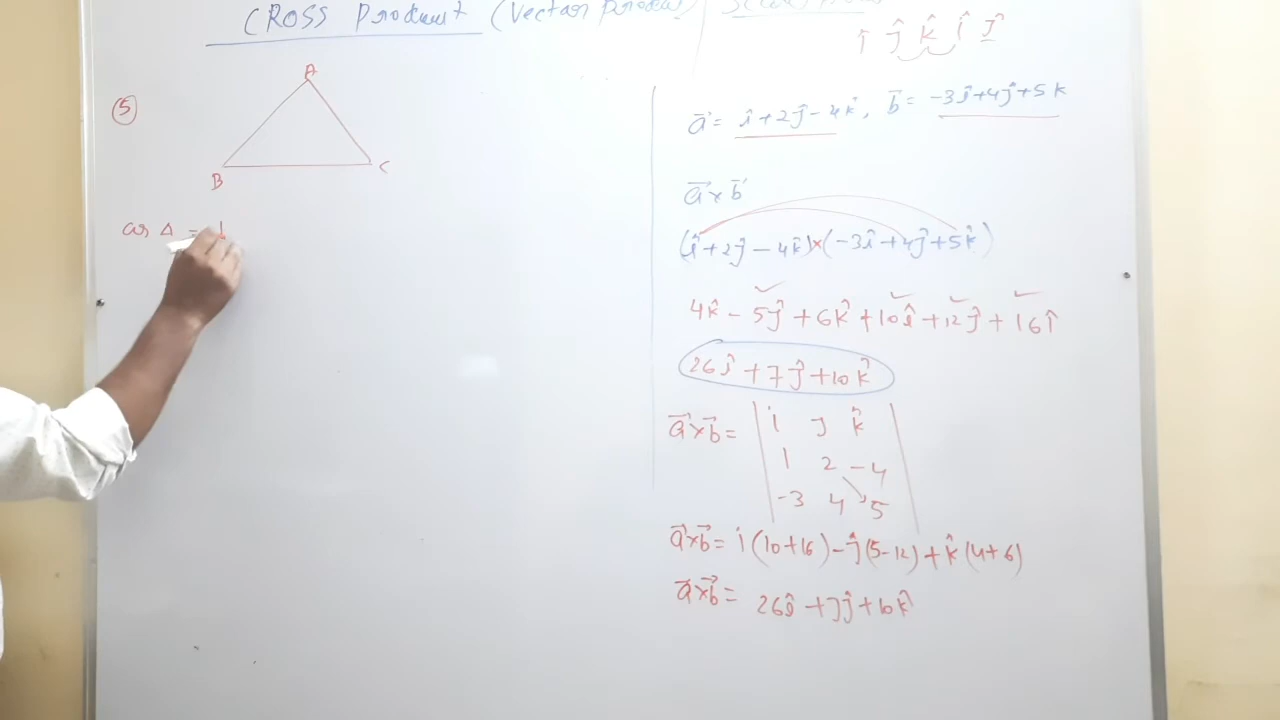 CROSS Product (Vector produ
î ĵ k̂ î ĵ
A
⑤
B C
ar Δ = 1
a⃗ = î+2ĵ-4k̂, b⃗ = -3î+4ĵ+5k
a⃗×b⃗
(î+2ĵ-4k̂)×(-3î+4ĵ+5k̂)
4k̂ - 5ĵ + 6k̂ + 10î + 12ĵ + 16î
26î + 7ĵ + 10k̂
a⃗×b⃗ = | i j k̂ |
1 2 -4
-3 4 5
a⃗×b⃗ = i(10+16) - ĵ(5-12) + k̂(4+6)
a⃗×b⃗ = 26î + 7ĵ + 10k̂